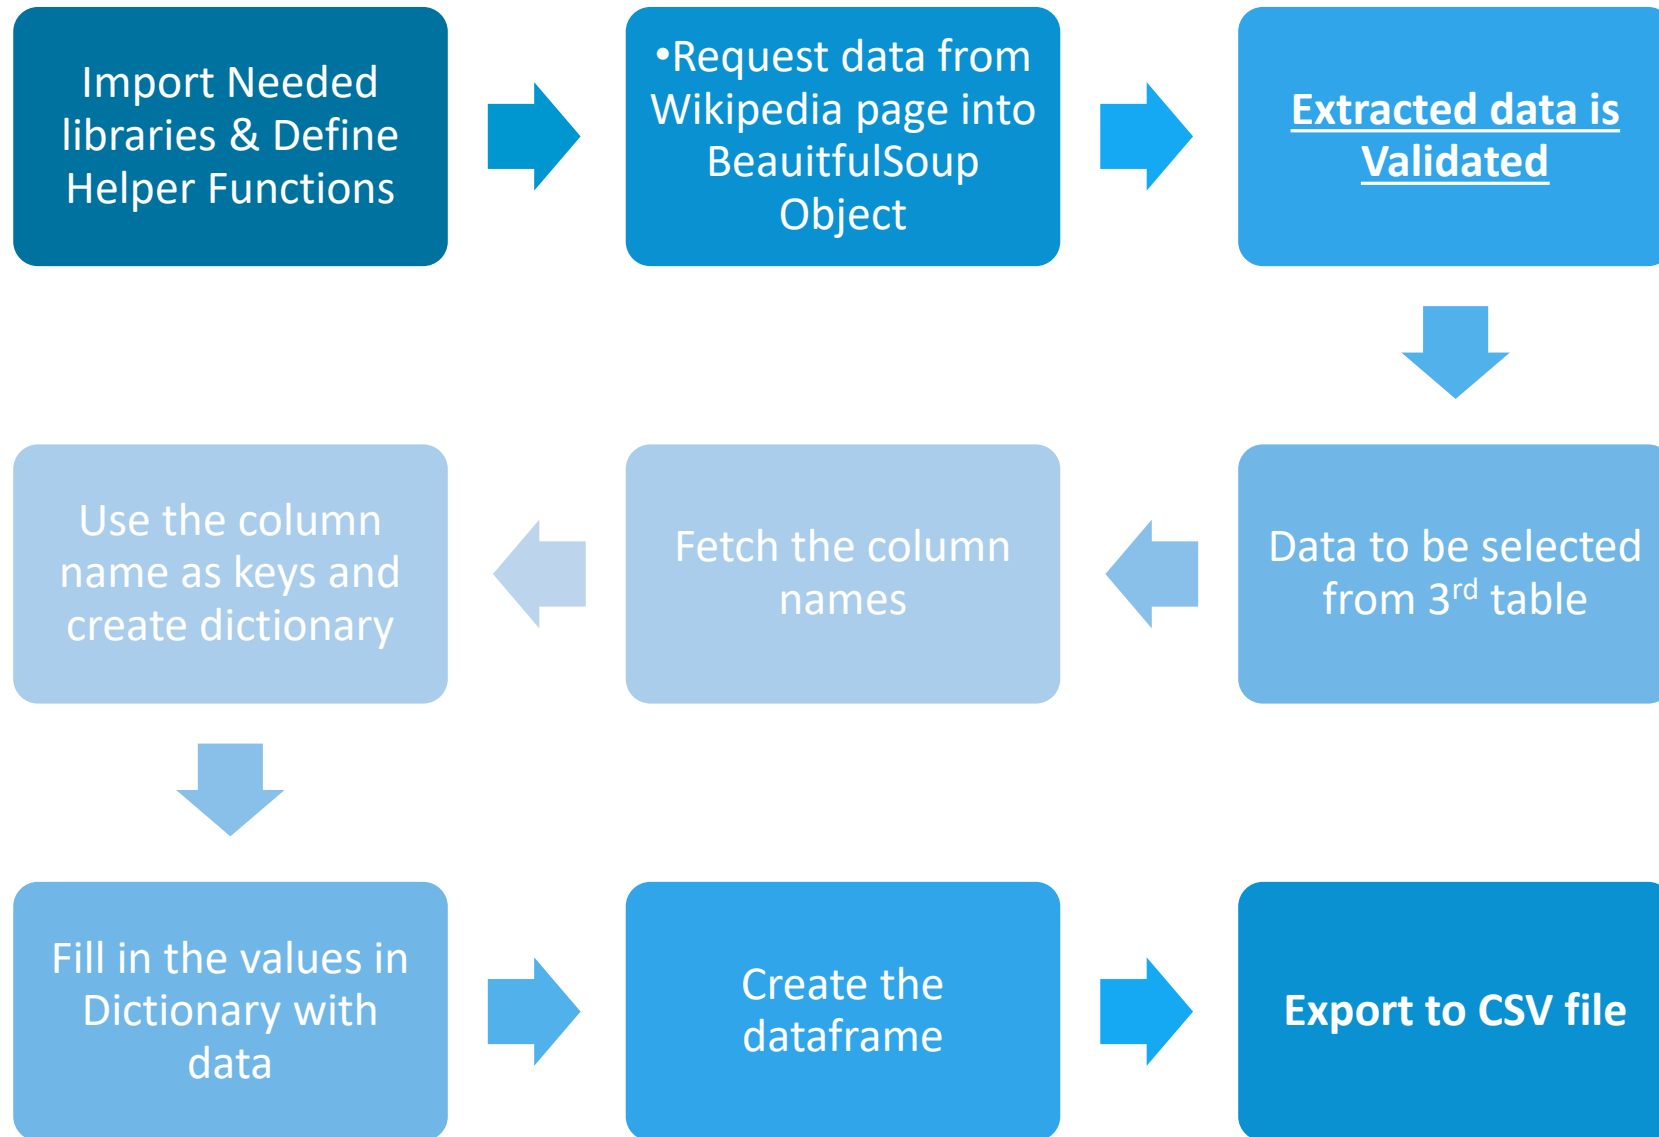 Import Needed
libraries & Define
Helper Functions
•Request data from
Wikipedia page into
BeauitfulSoup
Object
Extracted data is
Validated
Data to be selected
from 3rd table
Fetch the column
names
Use the column
name as keys and
create dictionary
Fill in the values in
Dictionary with
data
Create the
dataframe
Export to CSV file